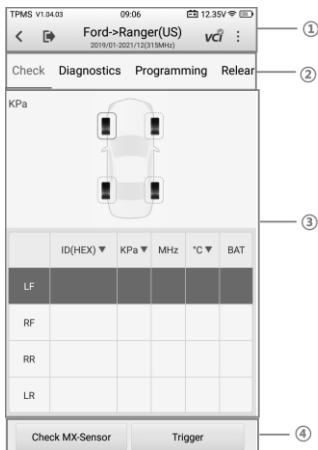 TPMS V1.04.03 09:06 12.35V
Ford->Ranger(US) VCI
2019/01-2021/12(315MHz)
①
Check Diagnostics Programming Relear
②
KPa
③
ID(HEX) ▼ KPa ▼ MHz °C ▼ BAT
LF
RF
RR
LR
Check MX-Sensor Trigger
④